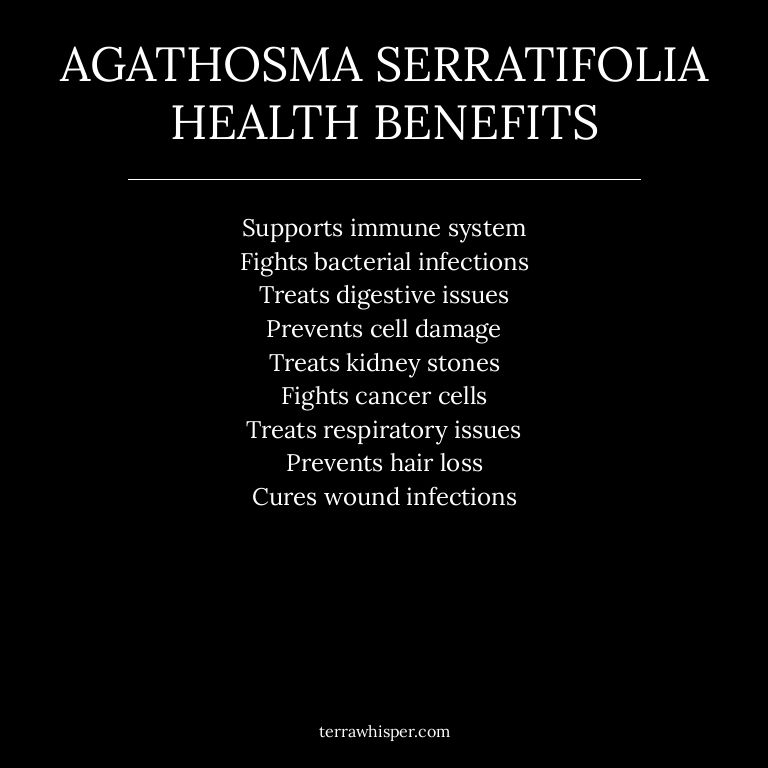 AGATHOSMA SERRATIFOLIA
HEALTH BENEFITS
Supports immune system
Fights bacterial infections
Treats digestive issues
Prevents cell damage
Treats kidney stones
Fights cancer cells
Treats respiratory issues
Prevents hair loss
Cures wound infections
terrawhisper.com